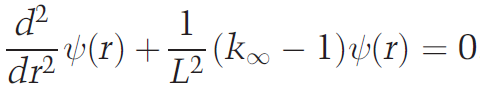 d²/dr² ψ(r) + 1/L² (k∞ − 1)ψ(r) = 0